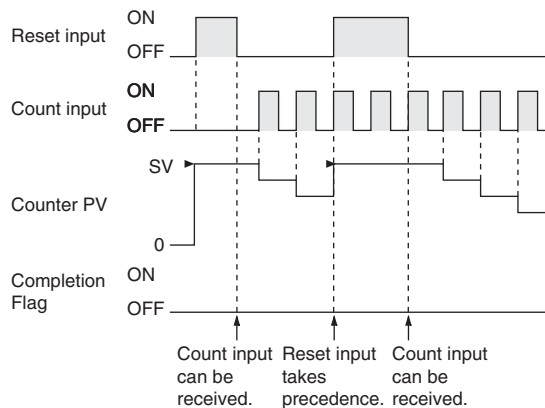 Reset input
ON
OFF
Count input
ON
OFF
SV
Counter PV
0
Completion
Flag
ON
OFF
Count input
can be
received.
Reset input
takes
precedence.
Count input
can be
received.